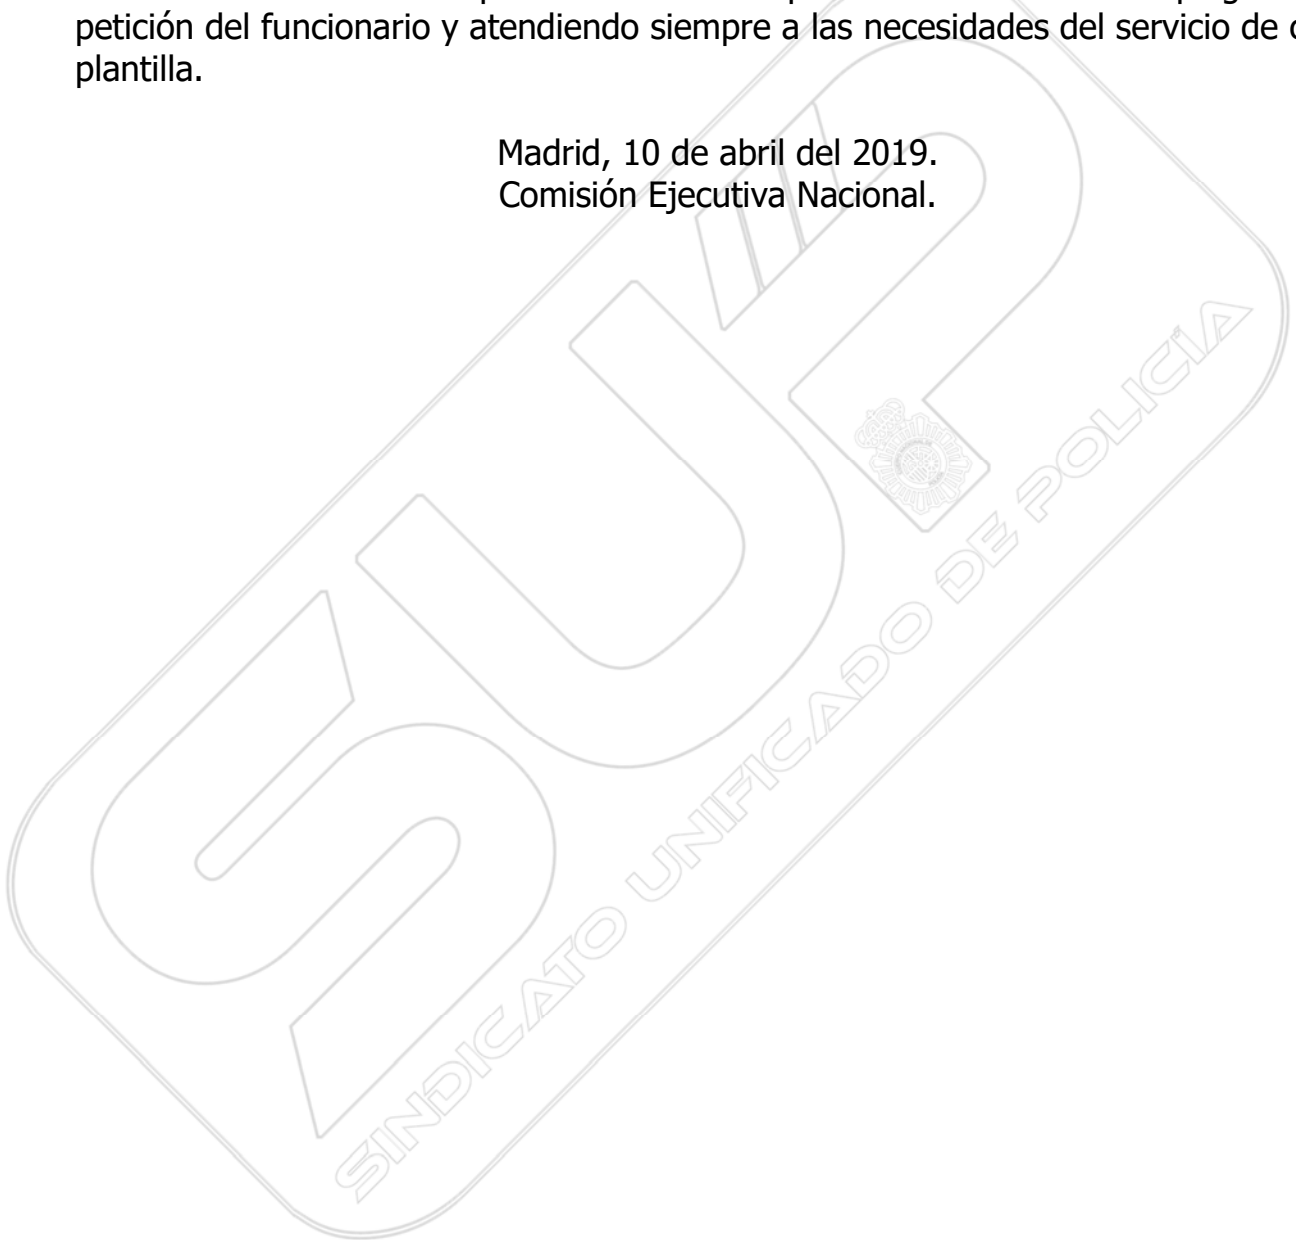 petición del funcionario y atendiendo siempre a las necesidades del servicio de
plantilla.
Madrid, 10 de abril del 2019.
Comisión Ejecutiva Nacional.
SUP
SINDICATO UNIFICADO DE POLICÍA